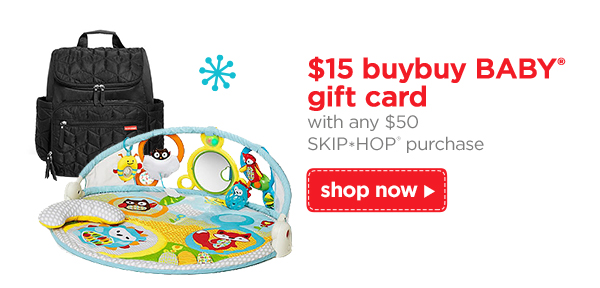 $15 buybuy BABY®
gift card
with any $50
SKIP*HOP® purchase
shop now ►